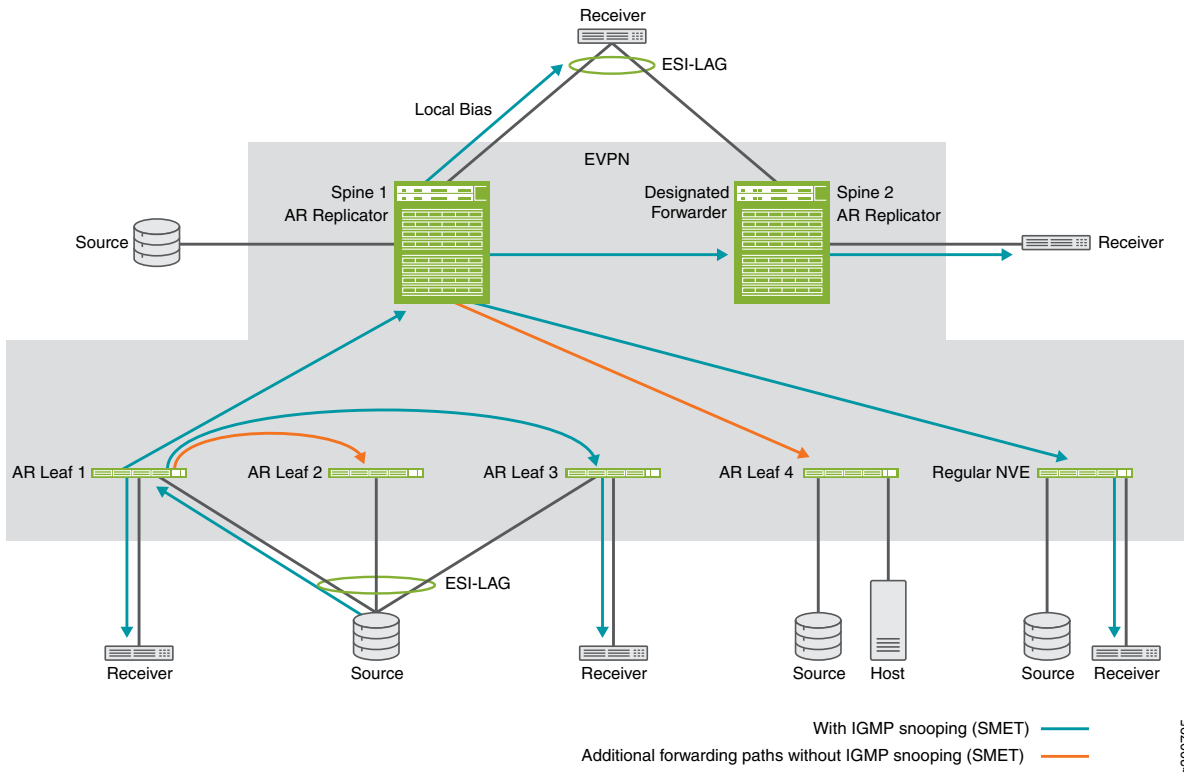 Receiver
ESI-LAG
Local Bias
EVPN
Spine 1
AR Replicator
Designated
Forwarder
Spine 2
AR Replicator
Source
Receiver
AR Leaf 1
AR Leaf 2
AR Leaf 3
AR Leaf 4
Regular NVE
ESI-LAG
Receiver
Source
Receiver
Source
Host
Source
Receiver
With IGMP snooping (SMET)
Additional forwarding paths without IGMP snooping (SMET)